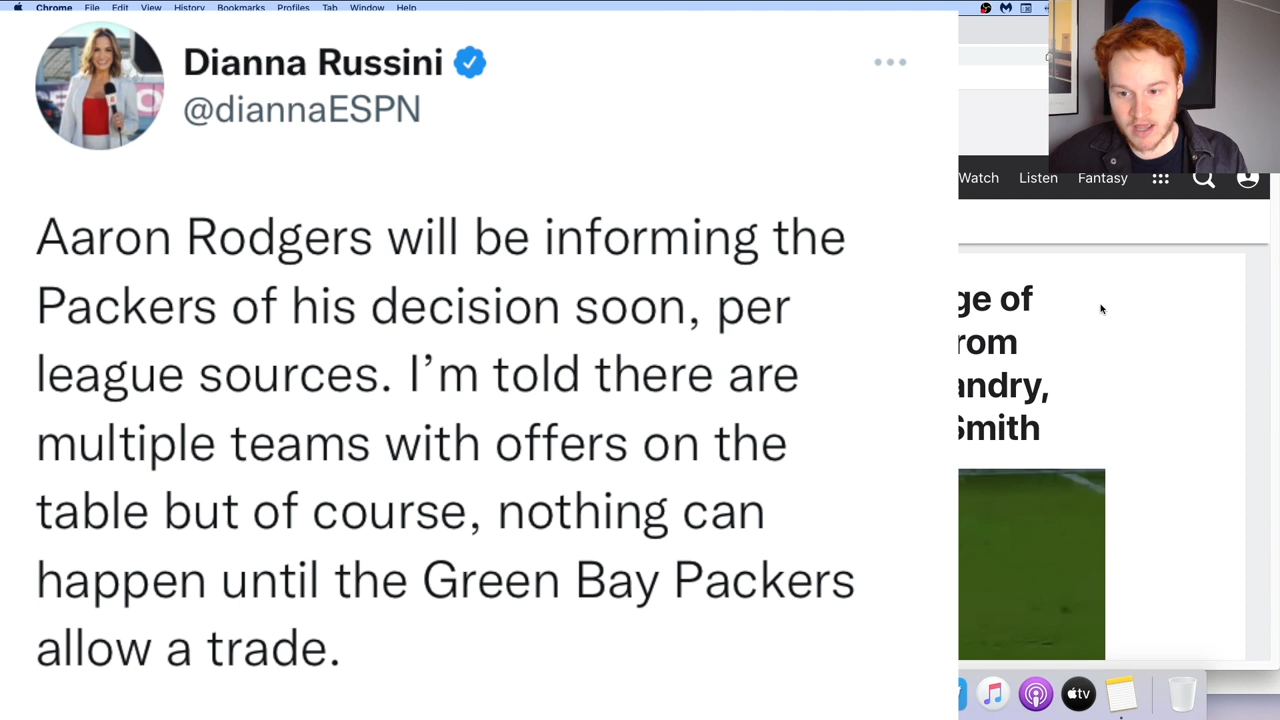 Chrome File Edit View History Bookmarks Profiles Tab Window Help
Dianna Russini
@diannaESPN
Aaron Rodgers will be informing the
Packers of his decision soon, per
league sources. I’m told there are
multiple teams with offers on the
table but of course, nothing can
happen until the Green Bay Packers
allow a trade.
Watch Listen Fantasy
ge of
rom
andry,
Smith
tv